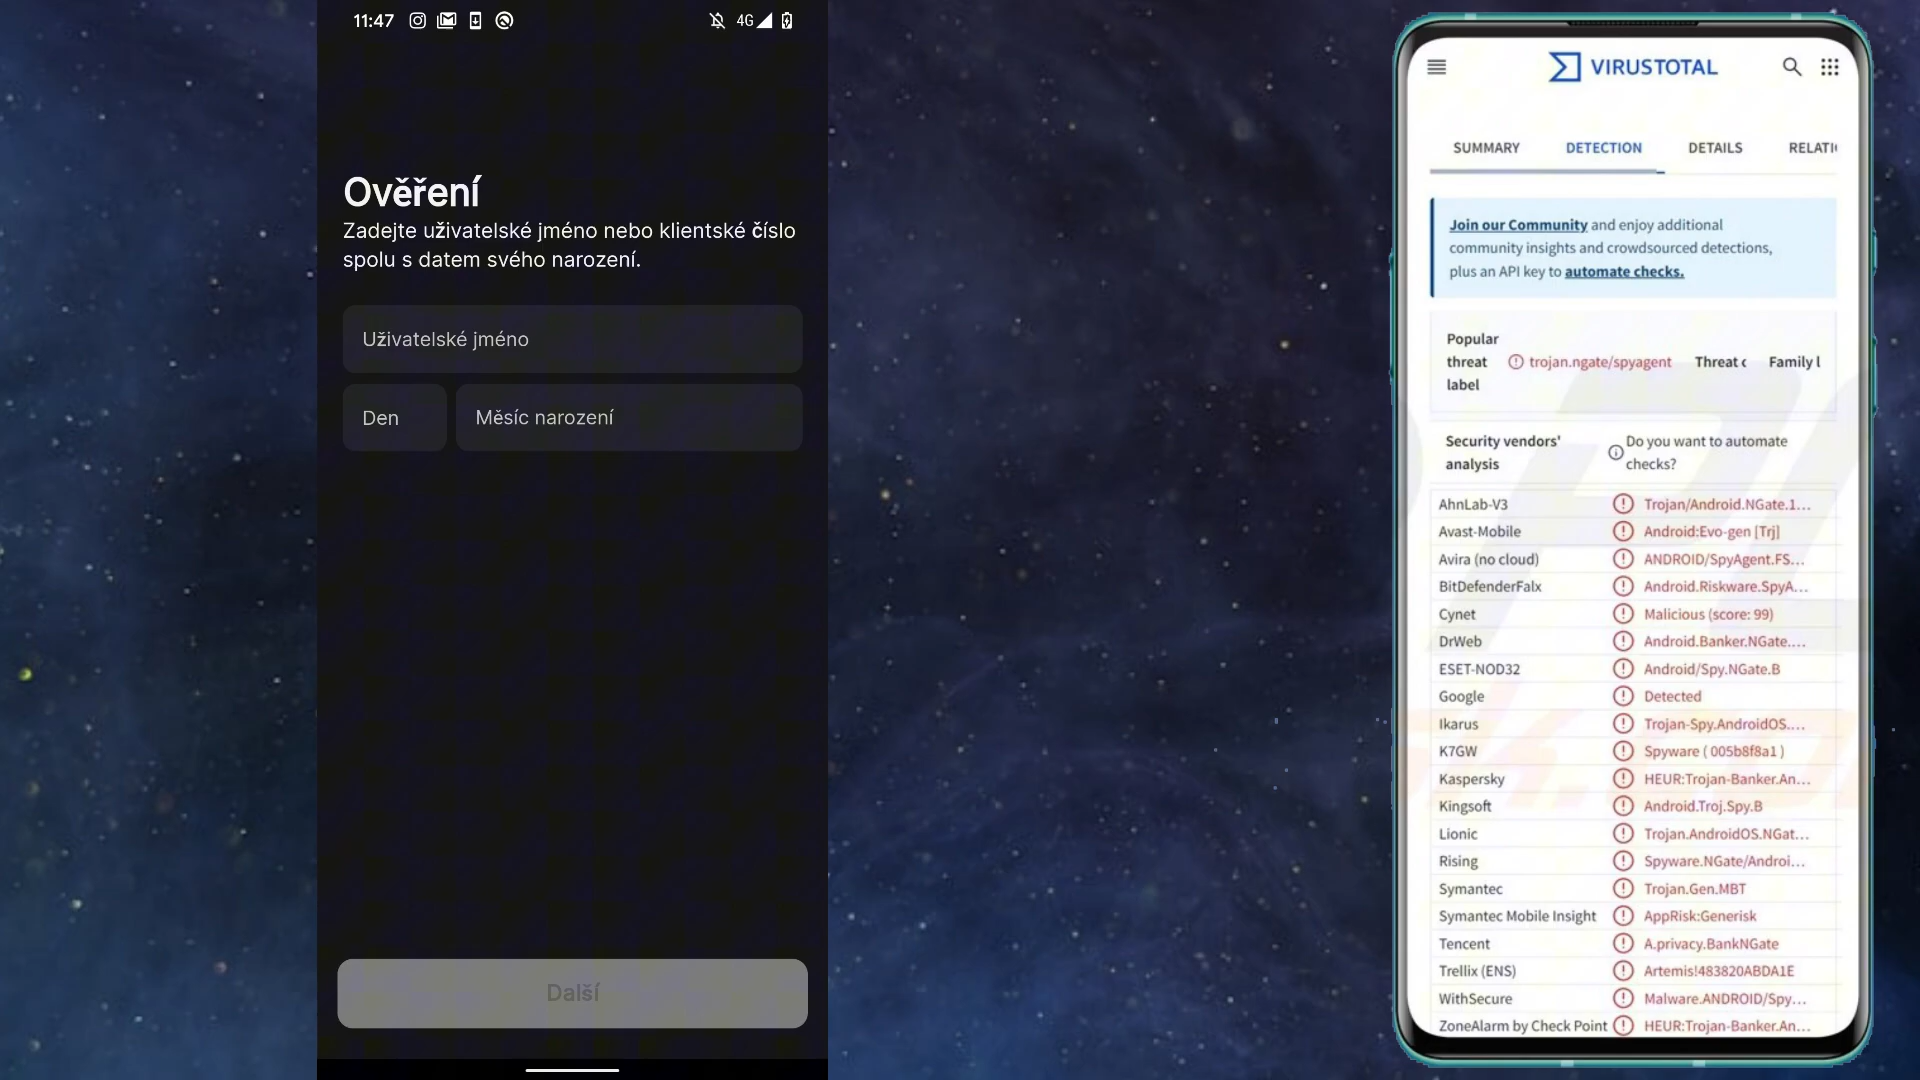 11:47
4G
Ověření
Zadejte uživatelské jméno nebo klientské číslo
spolu s datem svého narození.
Uživatelské jméno
Den
Měsíc narození
Další
VIRUSTOTAL
SUMMARY DETECTION DETAILS RELATI
Join our Community and enjoy additional
community insights and crowdsourced detections,
plus an API key to automate checks.
Popular
threat
label
trojan.ngate/spyagent
Threat c
Family l
Security vendors'
analysis
Do you want to automate
checks?
AhnLab-V3 Trojan/Android.NGate.1...
Avast-Mobile Android:Evo-gen [Trj]
Avira (no cloud) ANDROID/SpyAgent.FS...
BitDefenderFalx Android.Riskware.SpyA...
Cynet Malicious (score: 99)
DrWeb Android.Banker.NGate....
ESET-NOD32 Android/Spy.NGate.B
Google Detected
Ikarus Trojan-Spy.AndroidOS....
K7GW Spyware ( 005b8f8a1 )
Kaspersky HEUR:Trojan-Banker.An...
Kingsoft Android.Troj.Spy.B
Lionic Trojan.AndroidOS.NGat...
Rising Spyware.NGate/Androi...
Symantec Trojan.Gen.MBT
Symantec Mobile Insight AppRisk:Generisk
Tencent A.privacy.BankNGate
Trellix (ENS) Artemis!483820ABDA1E
WithSecure Malware.ANDROID/Spy...
ZoneAlarm by Check Point HEUR:Trojan-Banker.An...